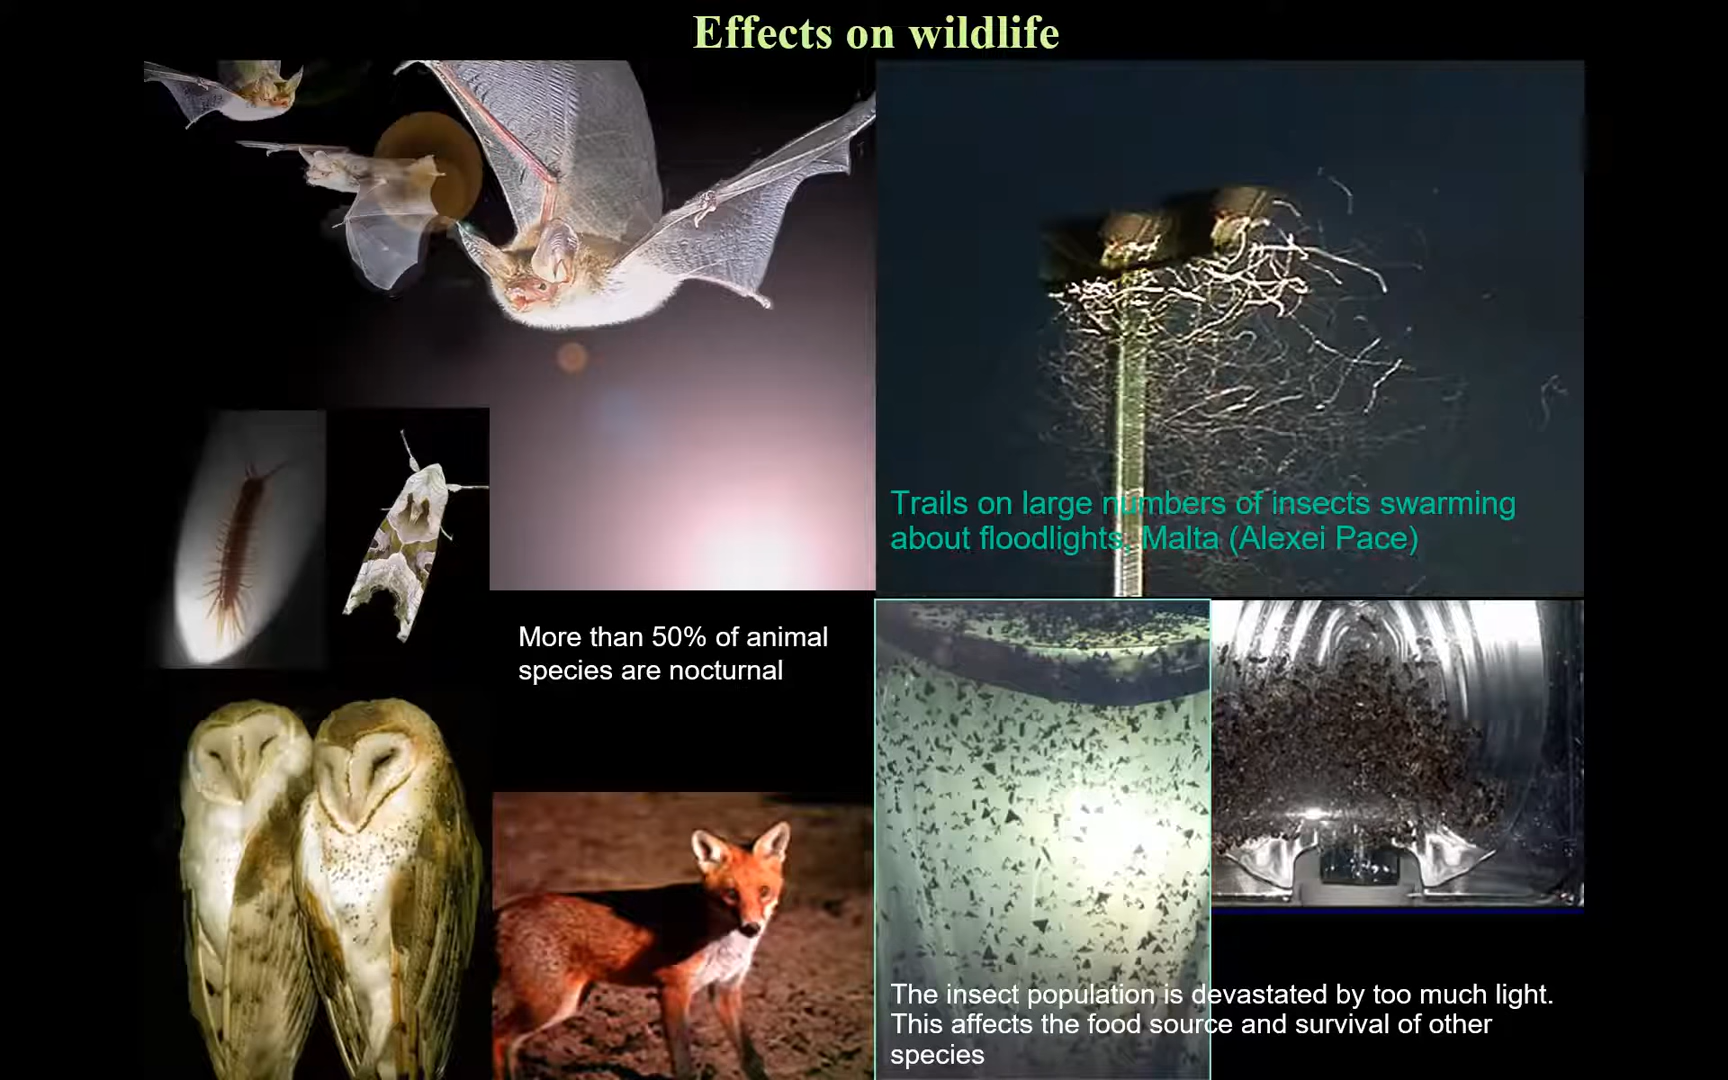 Effects on wildlife
Trails on large numbers of insects swarming
about floodlights, Malta (Alexei Pace)
More than 50% of animal
species are nocturnal
The insect population is devastated by too much light.
This affects the food source and survival of other
species